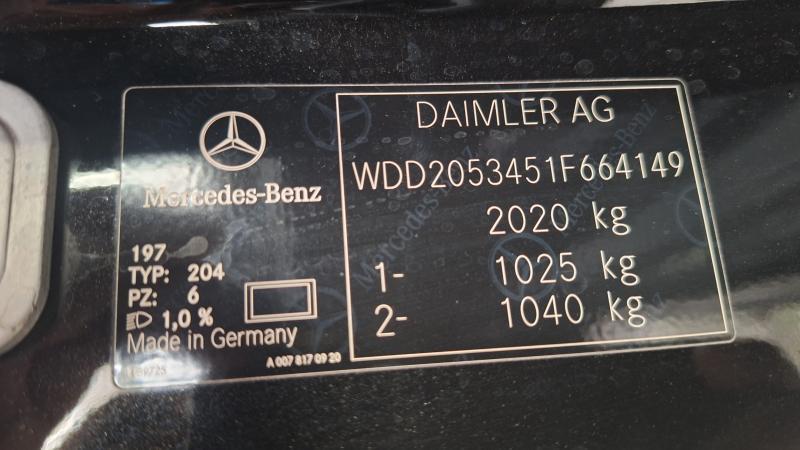 Mercedes-Benz
197
TYP: 204
PZ: 6
1,0 %
Made in Germany
A 007 817 09 20
DAIMLER AG
WDD2053451F664149
2020 kg
1- 1025 kg
2- 1040 kg